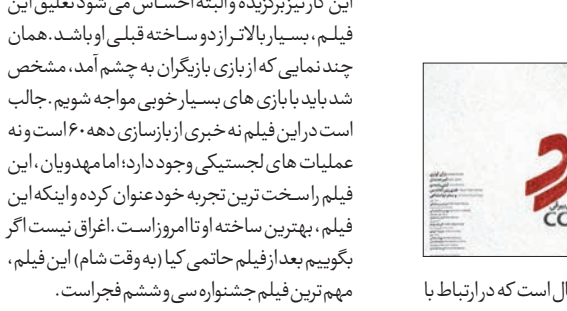 این کار نیز برگزیده و البته احساس می شود تعلیق این
فیلم، بسیار بالاتر از دو ساخته قبلی او باشد. همان
چند نمایی که از بازی بازیگران به چشم آمد، مشخص
شد باید با بازی های بسیار خوبی مواجه شویم. جالب
است در این فیلم نه خبری از بازسازی دهه ۶۰ است و نه
عملیات های لجستیکی وجود دارد؛ اما مهدویان، این
فیلم را سخت ترین تجربه خود عنوان کرده و اینکه این
فیلم، بهترین ساخته او تا امروز است. اغراق نیست اگر
بگوییم بعد از فیلم حاتمی کیا (به وقت شام) این فیلم،
مهم ترین فیلم جشنواره سی و ششم فجر است.
ال است که در ارتباط با